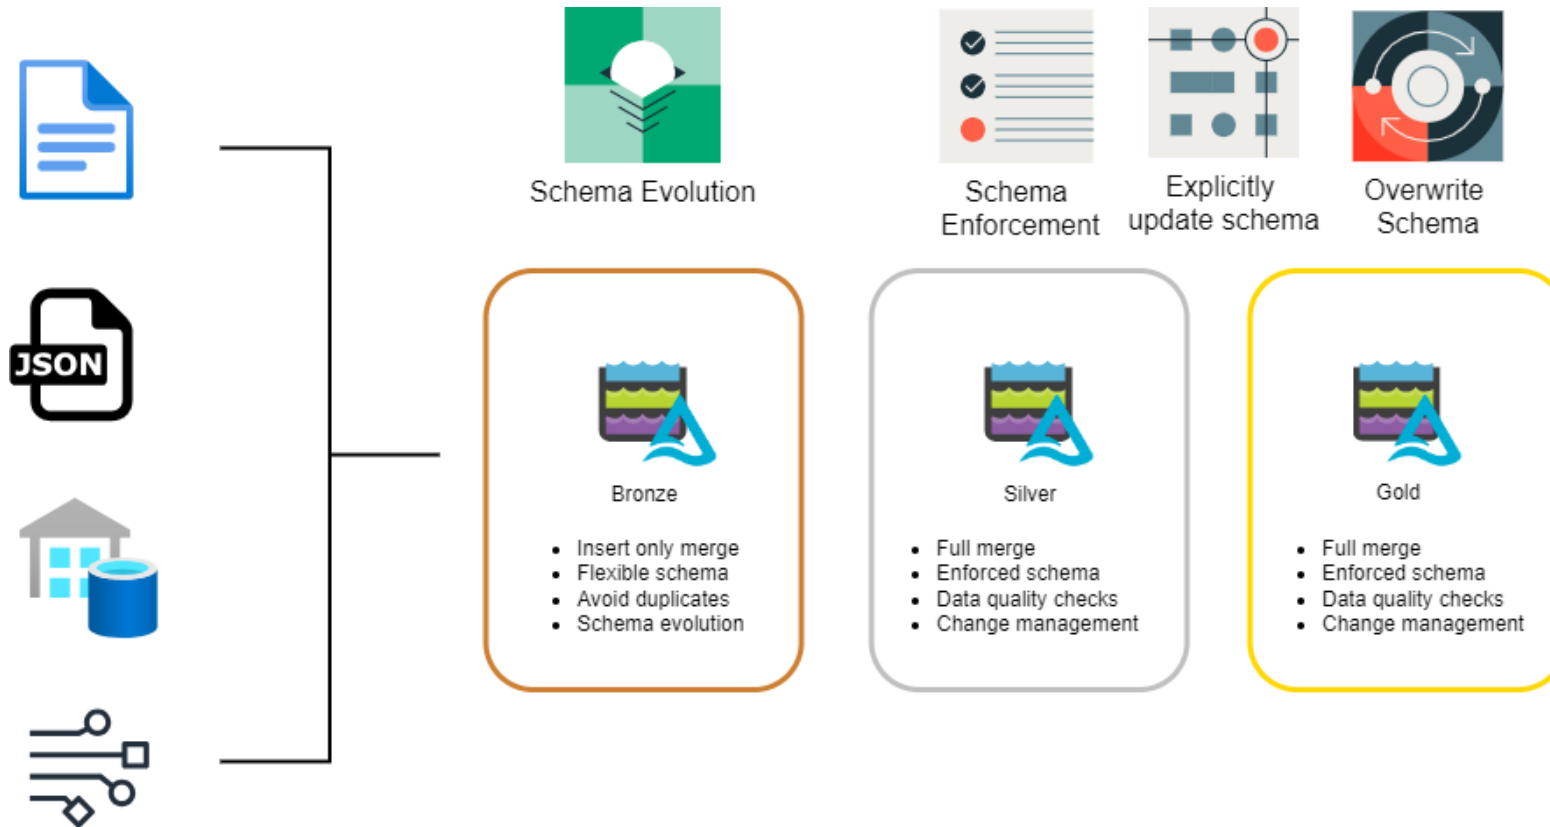 Schema Evolution
Schema
Enforcement
Explicitly
update schema
Overwrite
Schema
JSON
Bronze
• Insert only merge
• Flexible schema
• Avoid duplicates
• Schema evolution
Silver
• Full merge
• Enforced schema
• Data quality checks
• Change management
Gold
• Full merge
• Enforced schema
• Data quality checks
• Change management